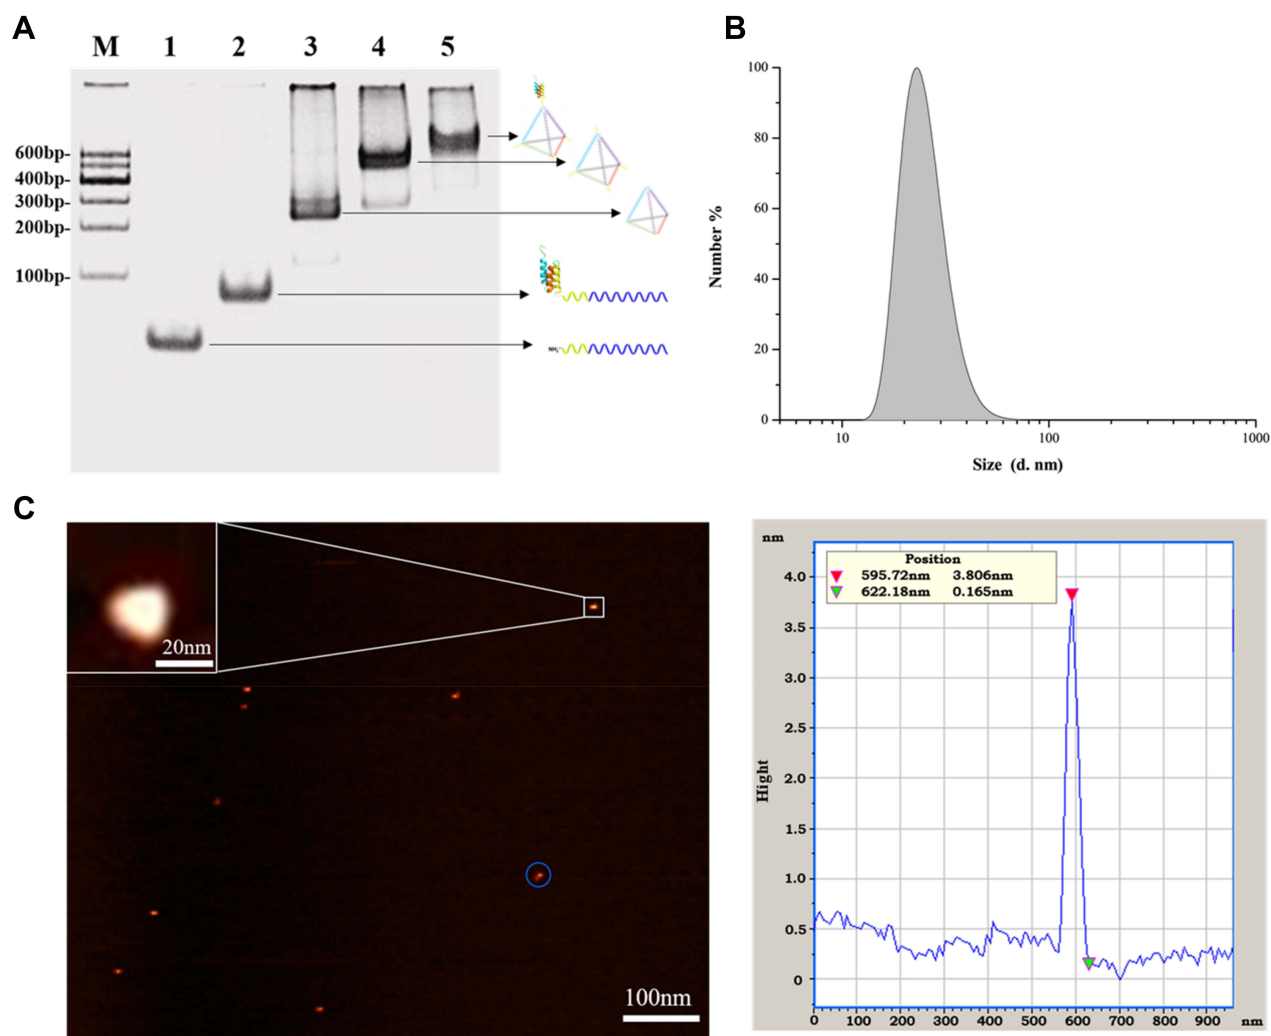 A
M 1 2 3 4 5
600bp-
400bp-
300bp-
200bp-
100bp-
NH₂
B
100
80
60
40
20
0
Number %
10 100 1000
Size (d. nm)
C
20nm
100nm
nm
Position
595.72nm 3.806nm
622.18nm 0.165nm
4.0
3.5
3.0
2.5
2.0
1.5
1.0
0.5
0
Hight
0 100 200 300 400 500 600 700 800 900 nm